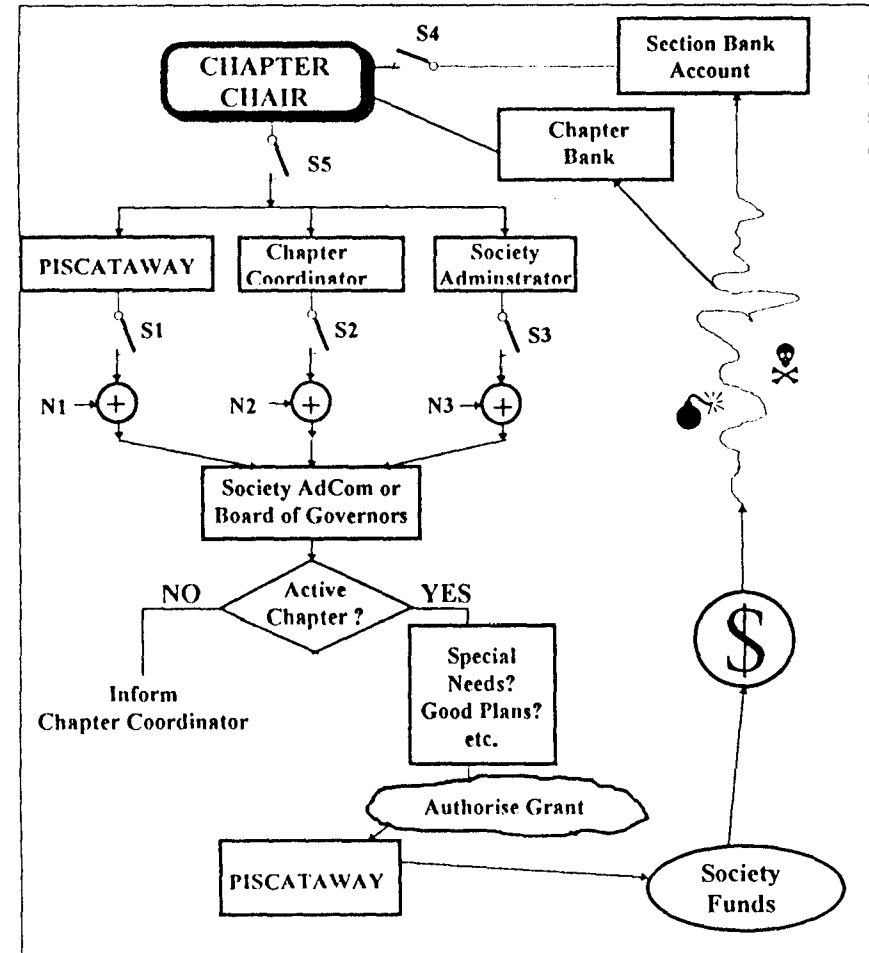 CHAPTER
CHAIR
S4
Section Bank
Account
Chapter
Bank
S5
PISCATAWAY
Chapter
Coordinator
Society
Adminstrator
S1
S2
S3
N1
+
N2
+
N3
+
Society AdCom or
Board of Governors
NO
Active
Chapter ?
YES
Inform
Chapter Coordinator
Special
Needs?
Good Plans?
etc.
$
Authorise Grant
PISCATAWAY
Society
Funds